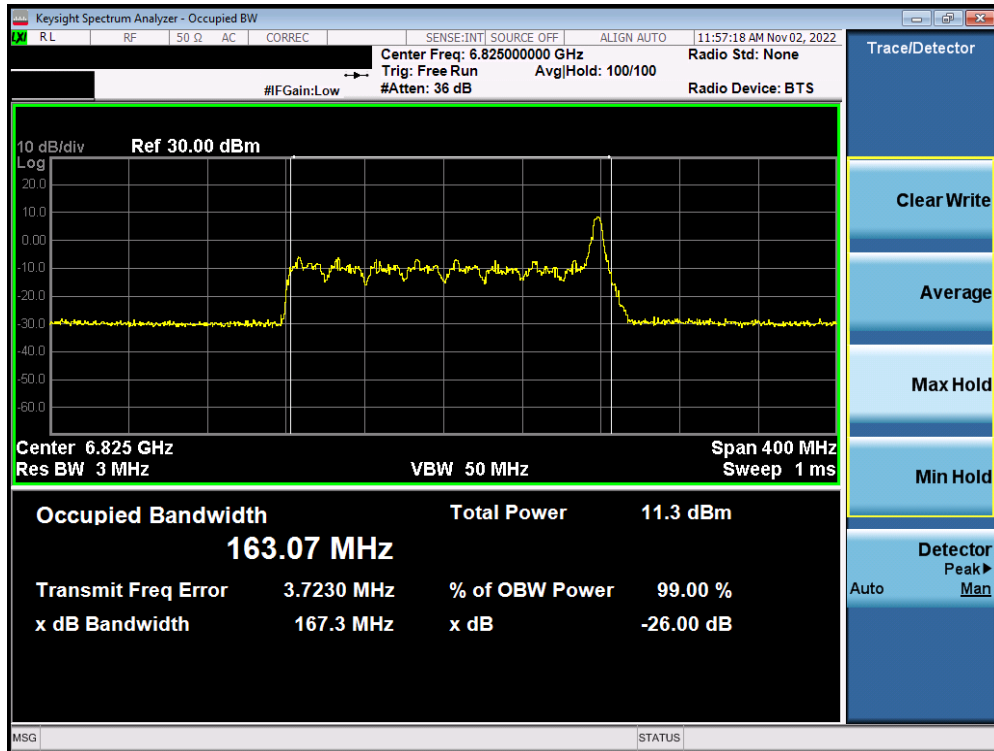 Keysight Spectrum Analyzer - Occupied BW
LXI RL RF 50 Ω AC CORREC SENSE:INT SOURCE OFF ALIGN AUTO 11:57:18 AM Nov 02, 2022
Center Freq: 6.825000000 GHz Radio Std: None
Trig: Free Run Avg|Hold: 100/100
#IFGain:Low #Atten: 36 dB Radio Device: BTS
10 dB/div Ref 30.00 dBm
Log
20.0
10.0
0.00
-10.0
-20.0
-30.0
-40.0
-50.0
-60.0
Center 6.825 GHz Span 400 MHz
Res BW 3 MHz VBW 50 MHz Sweep 1 ms
Occupied Bandwidth Total Power 11.3 dBm
163.07 MHz
Transmit Freq Error 3.7230 MHz % of OBW Power 99.00 %
x dB Bandwidth 167.3 MHz x dB -26.00 dB
MSG STATUS
Trace/Detector
Clear Write
Average
Max Hold
Min Hold
Detector
Peak▶
Auto Man